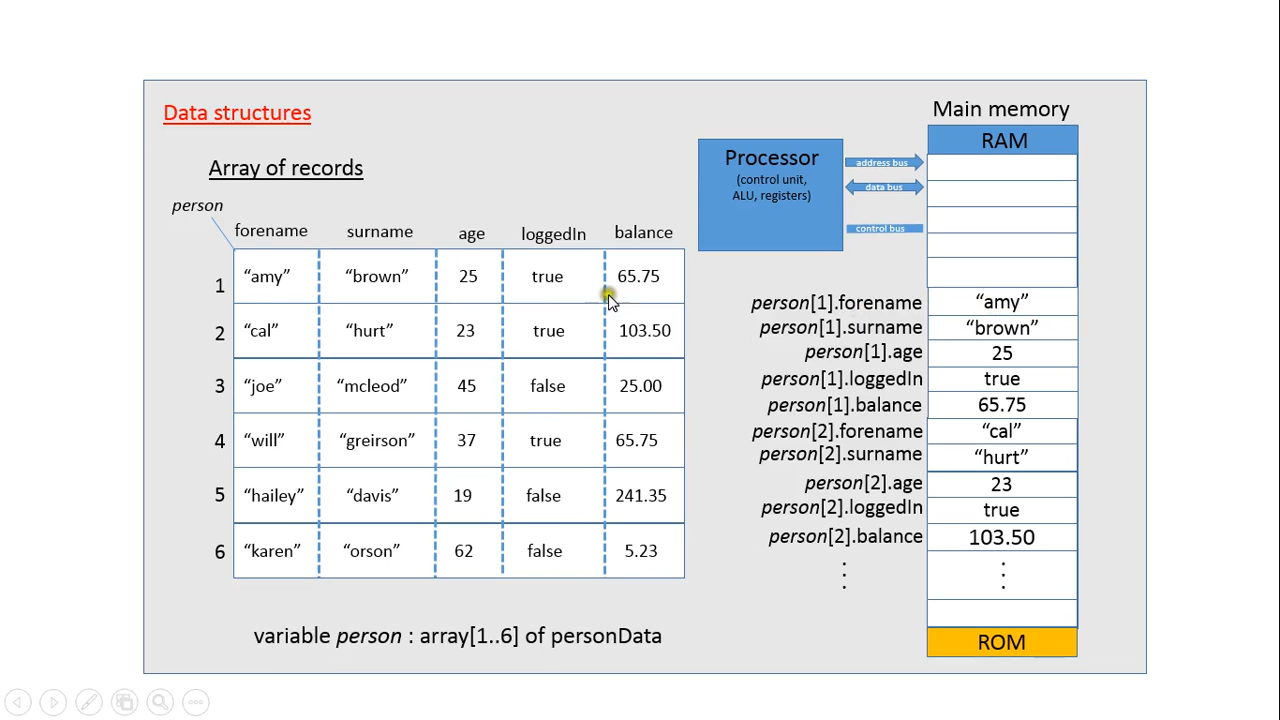 Data structures
Array of records
person
forename surname age loggedIn balance
1 “amy” “brown” 25 true 65.75
2 “cal” “hurt” 23 true 103.50
3 “joe” “mcleod” 45 false 25.00
4 “will” “greirson” 37 true 65.75
5 “hailey” “davis” 19 false 241.35
6 “karen” “orson” 62 false 5.23
variable person : array[1..6] of personData
Processor
(control unit,
ALU, registers)
address bus
data bus
control bus
Main memory
RAM
person[1].forename “amy”
person[1].surname “brown”
person[1].age 25
person[1].loggedIn true
person[1].balance 65.75
person[2].forename “cal”
person[2].surname “hurt”
person[2].age 23
person[2].loggedIn true
person[2].balance 103.50
ROM